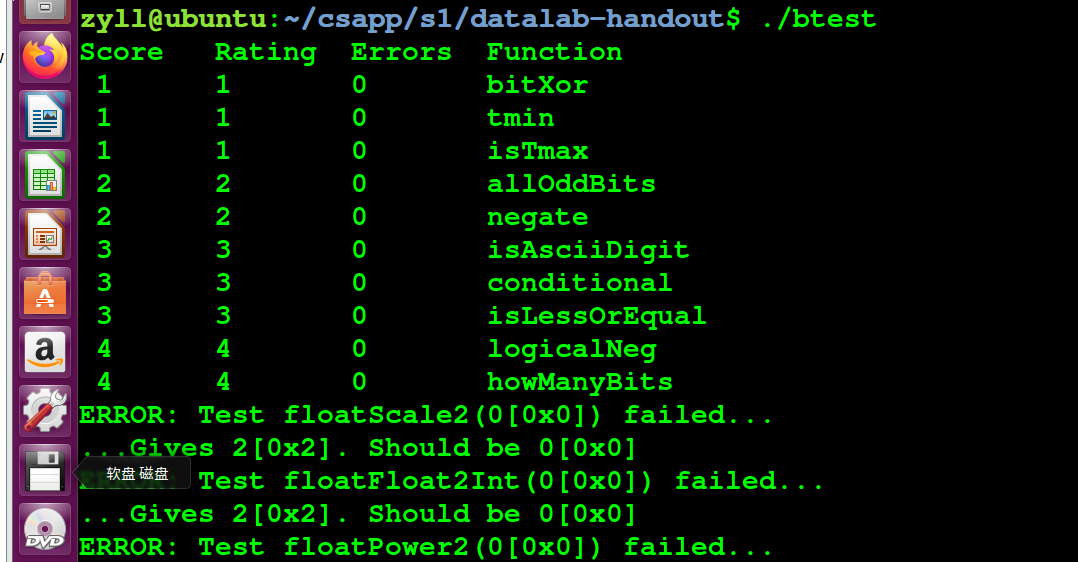 zyll@ubuntu:~/csapp/s1/datalab-handout$ ./btest
Score Rating Errors Function
1 1 0 bitXor
1 1 0 tmin
1 1 0 isTmax
2 2 0 allOddBits
2 2 0 negate
3 3 0 isAsciiDigit
3 3 0 conditional
3 3 0 isLessOrEqual
4 4 0 logicalNeg
4 4 0 howManyBits
ERROR: Test floatScale2(0[0x0]) failed...
...Gives 2[0x2]. Should be 0[0x0]
软盘 磁盘
Test floatFloat2Int(0[0x0]) failed...
...Gives 2[0x2]. Should be 0[0x0]
ERROR: Test floatPower2(0[0x0]) failed...
DVD